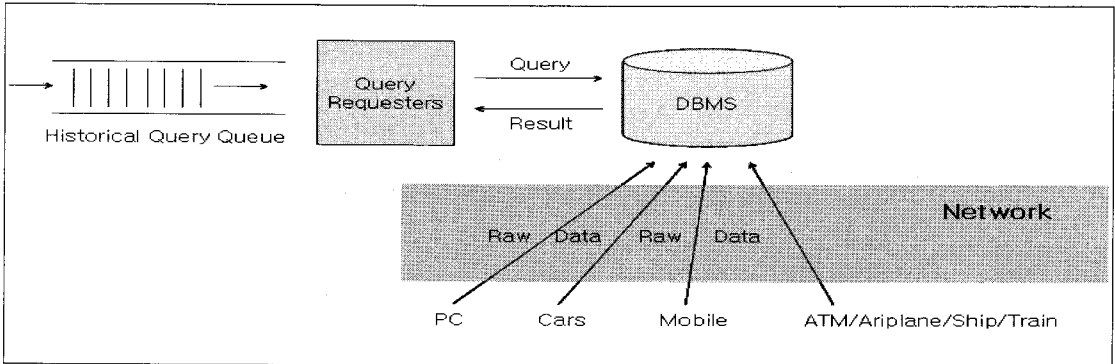 Historical Query Queue
Query
Requesters
Query
Result
DBMS
Network
Raw Data Raw Data
PC
Cars
Mobile
ATM/Ariplane/Ship/Train